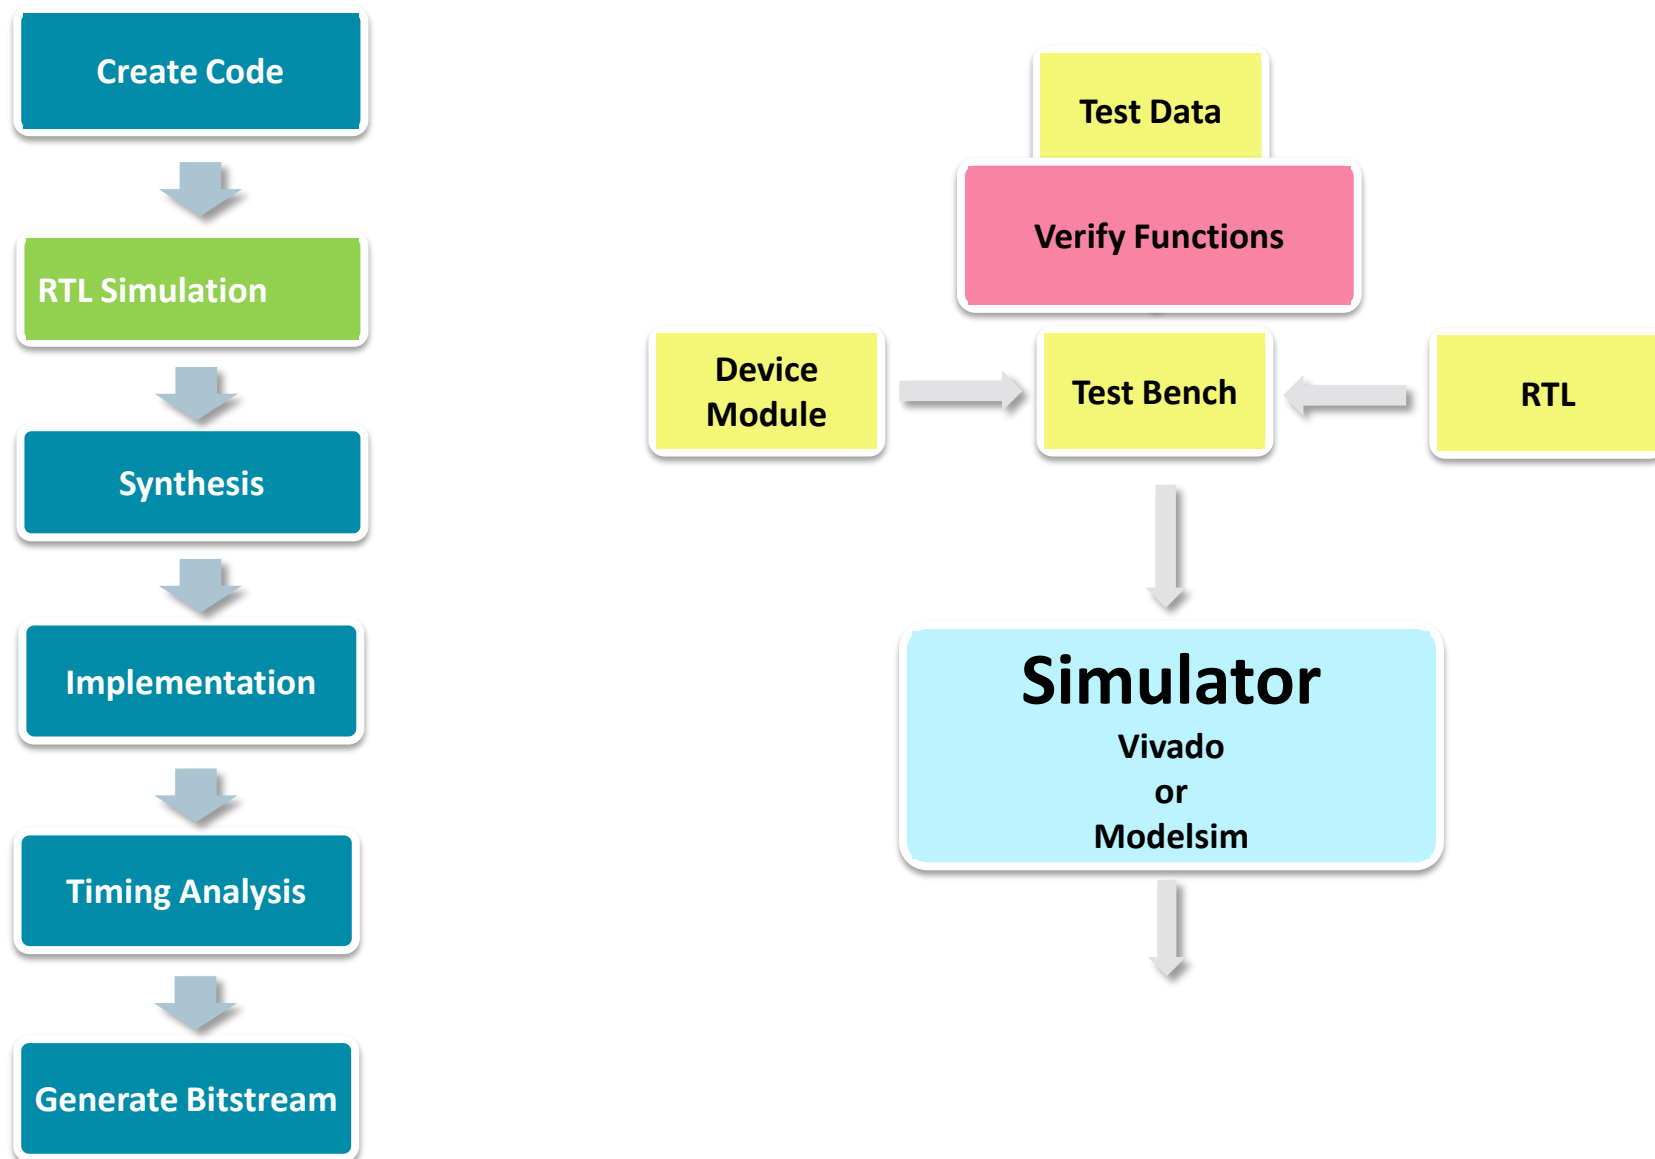 Create Code
RTL Simulation
Synthesis
Implementation
Timing Analysis
Generate Bitstream
Test Data
Verify Functions
Device
Module
Test Bench
RTL
Simulator
Vivado
or
Modelsim